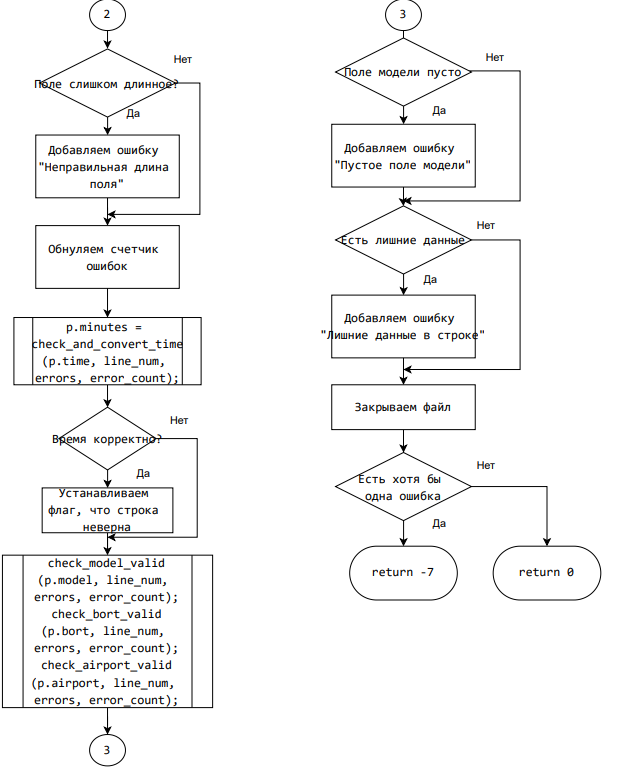 2
Нет
Поле слишком длинное?
Да
Добавляем ошибку
"Неправильная длина
поля"
Обнуляем счетчик
ошибок
p.minutes =
check_and_convert_time
(p.time, line_num,
errors, error_count);
Нет
Время корректно?
Да
Устанавливаем
флаг, что строка
неверна
check_model_valid
(p.model, line_num,
errors, error_count);
check_bort_valid
(p.bort, line_num,
errors, error_count);
check_airport_valid
(p.airport, line_num,
errors, error_count);
3
3
Нет
Поле модели пусто
Да
Добавляем ошибку
"Пустое поле модели"
Нет
Есть лишние данные
Да
Добавляем ошибку
"Лишние данные в строке"
Закрываем файл
Нет
Есть хотя бы
одна ошибка
Да
return -7
return 0